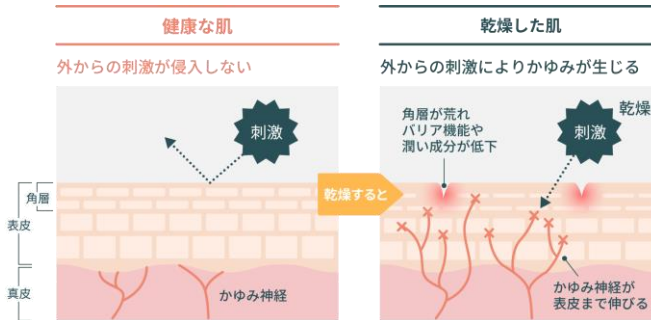 健康な肌
外からの刺激が侵入しない
刺激
角層
表皮
真皮
かゆみ神経
乾燥すると
乾燥した肌
外からの刺激によりかゆみが生じる
角層が荒れ
バリア機能や
潤い成分が低下
刺激
乾燥
かゆみ神経が
表皮まで伸びる